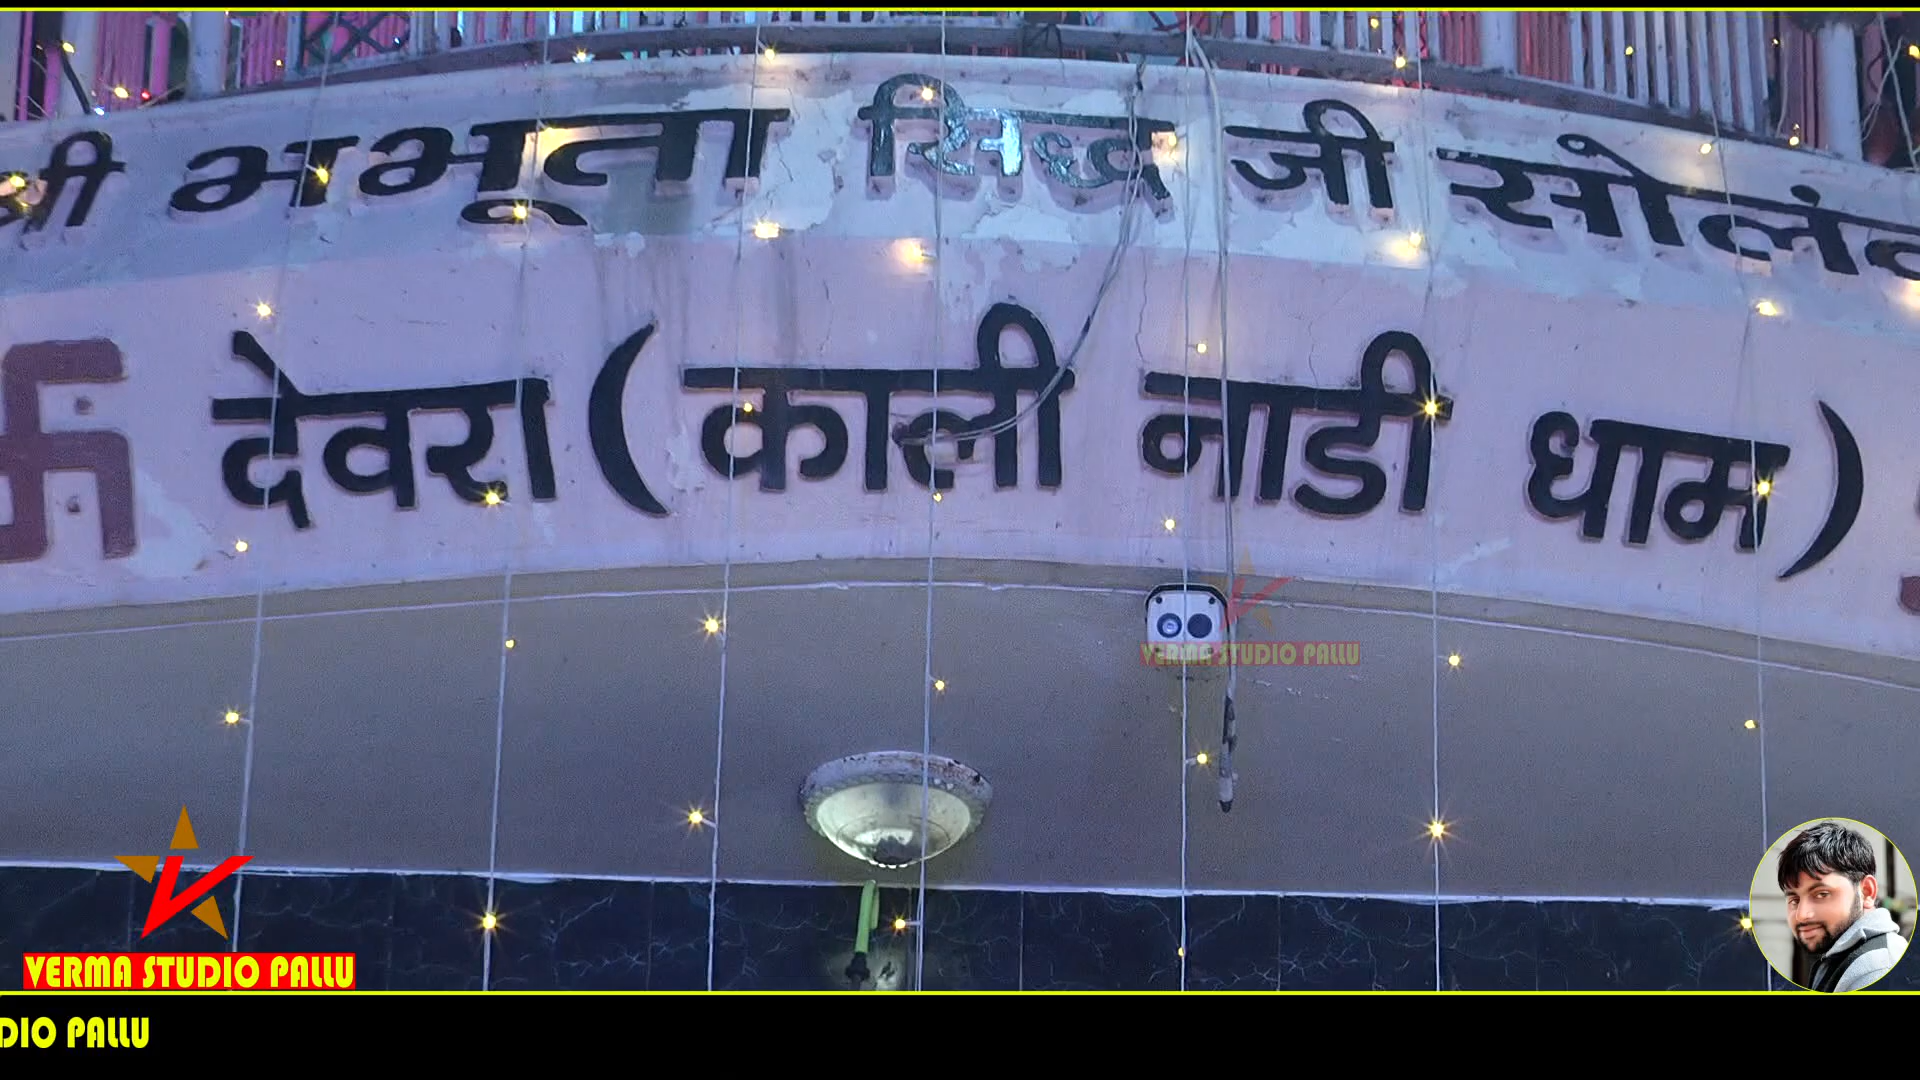 श्री भभूता सिध्द जी सोलंक
देवरा ( काली नाडी धाम )
VERMA STUDIO PALLU
VERMA STUDIO PALLU
DIO PALLU